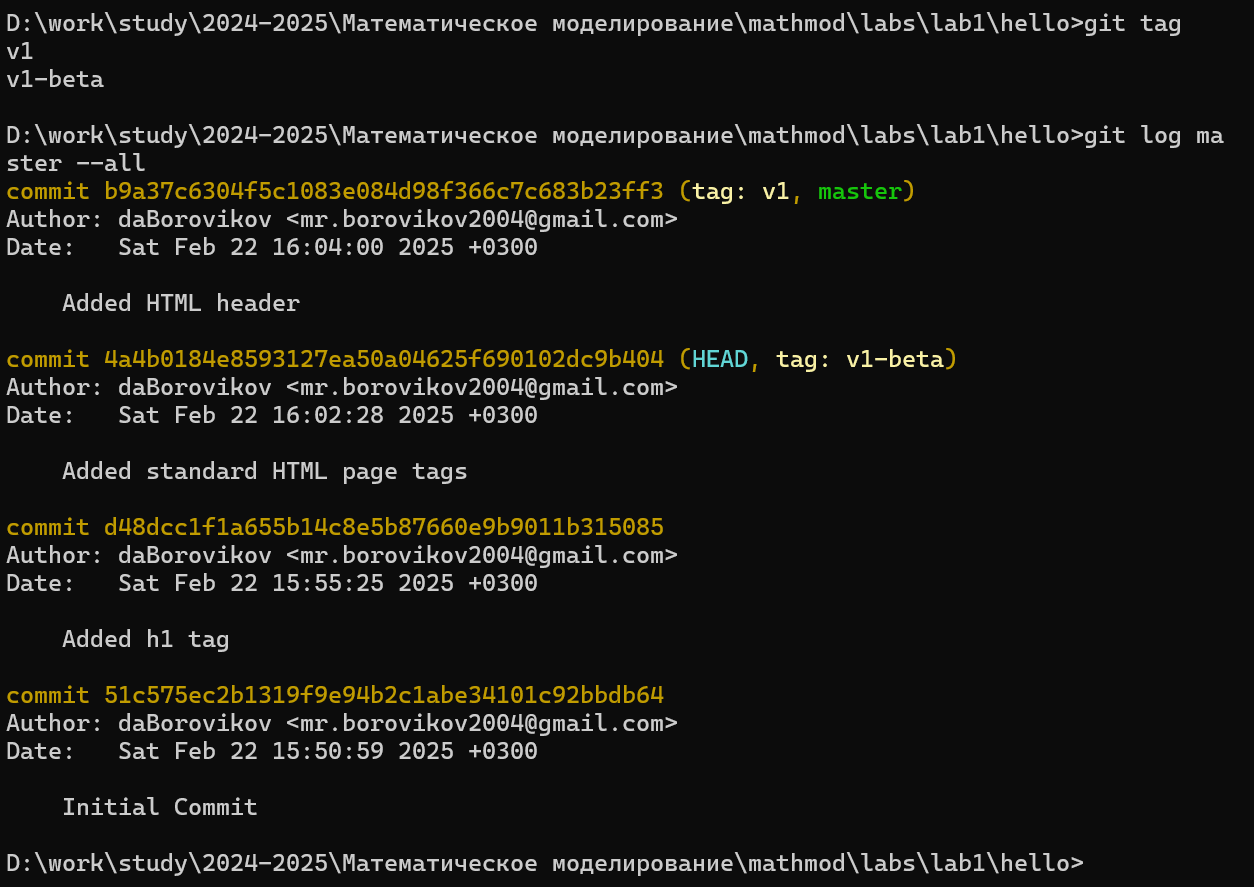 D:\work\study\2024-2025\Математическое моделирование\mathmod\labs\lab1\hello>git tag
v1
v1-beta
D:\work\study\2024-2025\Математическое моделирование\mathmod\labs\lab1\hello>git log ma
ster --all
commit b9a37c6304f5c1083e084d98f366c7c683b23ff3 (tag: v1, master)
Author: daBorovikov <mr.borovikov2004@gmail.com>
Date:   Sat Feb 22 16:04:00 2025 +0300
    Added HTML header
commit 4a4b0184e8593127ea50a04625f690102dc9b404 (HEAD, tag: v1-beta)
Author: daBorovikov <mr.borovikov2004@gmail.com>
Date:   Sat Feb 22 16:02:28 2025 +0300
    Added standard HTML page tags
commit d48dcc1f1a655b14c8e5b87660e9b9011b315085
Author: daBorovikov <mr.borovikov2004@gmail.com>
Date:   Sat Feb 22 15:55:25 2025 +0300
    Added h1 tag
commit 51c575ec2b1319f9e94b2c1abe34101c92bbdb64
Author: daBorovikov <mr.borovikov2004@gmail.com>
Date:   Sat Feb 22 15:50:59 2025 +0300
    Initial Commit
D:\work\study\2024-2025\Математическое моделирование\mathmod\labs\lab1\hello>